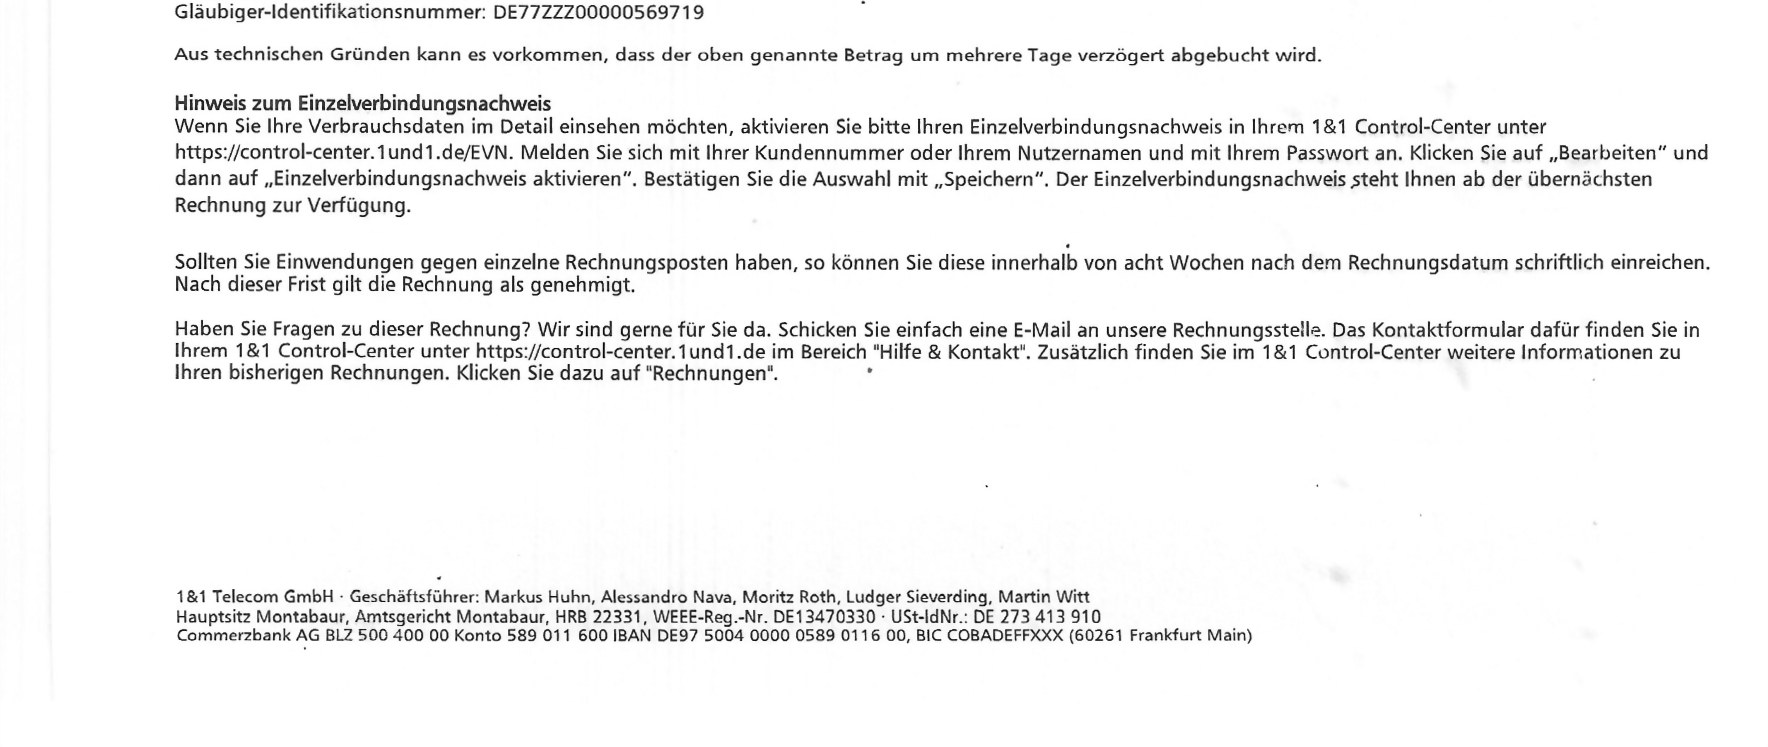 Gläubiger-Identifikationsnummer: DE77ZZZ00000569719
Aus technischen Gründen kann es vorkommen, dass der oben genannte Betrag um mehrere Tage verzögert abgebucht wird.
Hinweis zum Einzelverbindungsnachweis
Wenn Sie Ihre Verbrauchsdaten im Detail einsehen möchten, aktivieren Sie bitte Ihren Einzelverbindungsnachweis in Ihrem 1&1 Control-Center unter
https://control-center.1und1.de/EVN. Melden Sie sich mit Ihrer Kundennummer oder Ihrem Nutzernamen und mit Ihrem Passwort an. Klicken Sie auf „Bearbeiten“ und
dann auf „Einzelverbindungsnachweis aktivieren“. Bestätigen Sie die Auswahl mit „Speichern“. Der Einzelverbindungsnachweis steht Ihnen ab der übernächsten
Rechnung zur Verfügung.
Sollten Sie Einwendungen gegen einzelne Rechnungsposten haben, so können Sie diese innerhalb von acht Wochen nach dem Rechnungsdatum schriftlich einreichen.
Nach dieser Frist gilt die Rechnung als genehmigt.
Haben Sie Fragen zu dieser Rechnung? Wir sind gerne für Sie da. Schicken Sie einfach eine E-Mail an unsere Rechnungsstelle. Das Kontaktformular dafür finden Sie in
Ihrem 1&1 Control-Center unter https://control-center.1und1.de im Bereich "Hilfe & Kontakt". Zusätzlich finden Sie im 1&1 Control-Center weitere Informationen zu
Ihren bisherigen Rechnungen. Klicken Sie dazu auf "Rechnungen".
1&1 Telecom GmbH · Geschäftsführer: Markus Huhn, Alessandro Nava, Moritz Roth, Ludger Sieverding, Martin Witt
Hauptsitz Montabaur, Amtsgericht Montabaur, HRB 22331, WEEE-Reg.-Nr. DE13470330 · USt-IdNr.: DE 273 413 910
Commerzbank AG BLZ 500 400 00 Konto 589 011 600 IBAN DE97 5004 0000 0589 0116 00, BIC COBADEFFXXX (60261 Frankfurt Main)